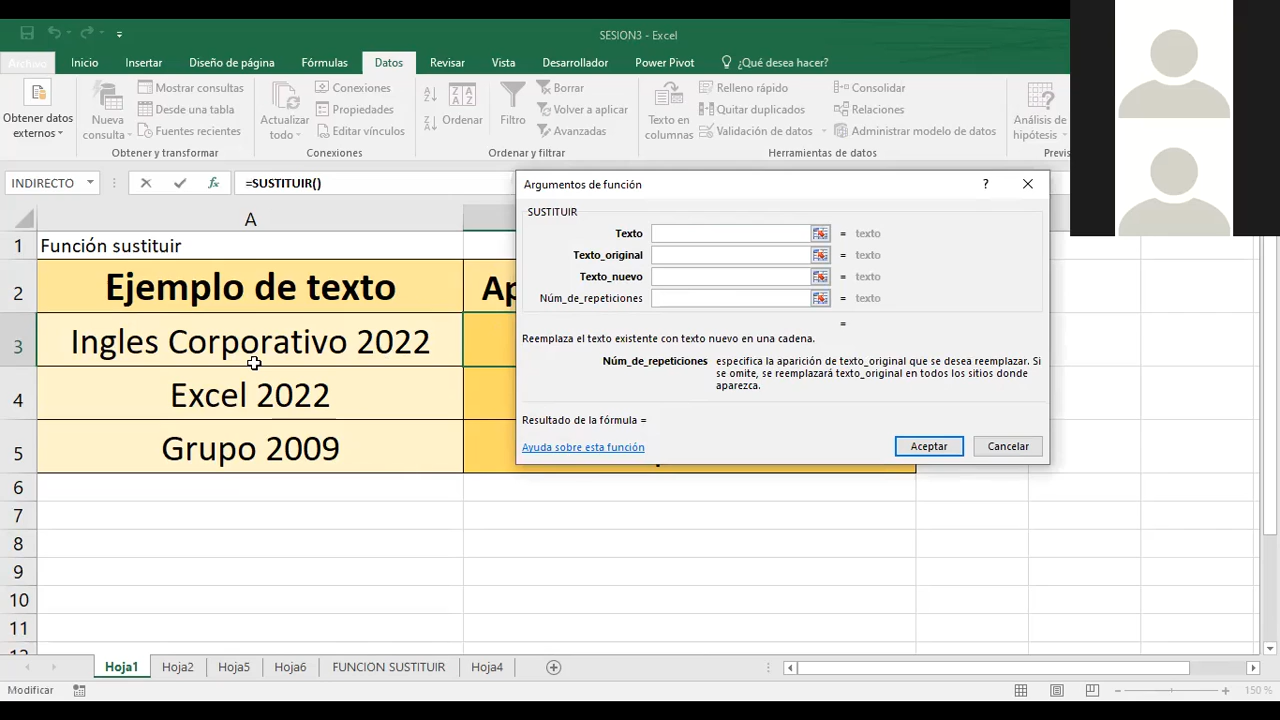 SESION3 - Excel
Archivo Inicio Insertar Diseño de página Fórmulas Datos Revisar Vista Desarrollador Power Pivot ¿Qué desea hacer?
Obtener datos externos
Nueva consulta
Mostrar consultas
Desde una tabla
Fuentes recientes
Obtener y transformar
Actualizar todo
Conexiones
Propiedades
Editar vínculos
Conexiones
Ordenar
Filtro
Borrar
Volver a aplicar
Avanzadas
Ordenar y filtrar
Texto en columnas
Relleno rápido
Quitar duplicados
Validación de datos
Consolidar
Relaciones
Administrar modelo de datos
Herramientas de datos
Análisis de hipótesis
Previs
INDIRECTO fx =SUSTITUIR()
A
1 Función sustituir
2 Ejemplo de texto Ap
3 Ingles Corporativo 2022
4 Excel 2022
5 Grupo 2009
6
7
8
9
10
11
12
Argumentos de función ?
SUSTITUIR
Texto = texto
Texto_original = texto
Texto_nuevo = texto
Núm_de_repeticiones = texto
=
Reemplaza el texto existente con texto nuevo en una cadena.
Núm_de_repeticiones especifica la aparición de texto_original que se desea reemplazar. Si
se omite, se reemplazará texto_original en todos los sitios donde
aparezca.
Resultado de la fórmula =
Ayuda sobre esta función Aceptar Cancelar
Hoja1 Hoja2 Hoja5 Hoja6 FUNCION SUSTITUIR Hoja4
Modificar 150 %